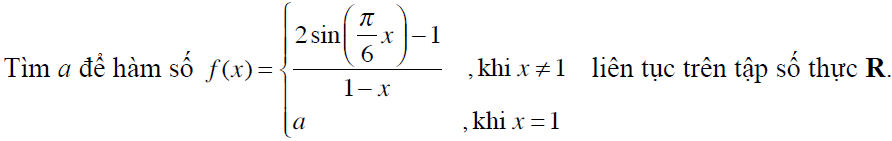 Tìm a để hàm số f(x) = { (2sin(π/6 x) − 1)/(1 − x) , khi x ≠ 1 liên tục trên tập số thực R.
a , khi x = 1